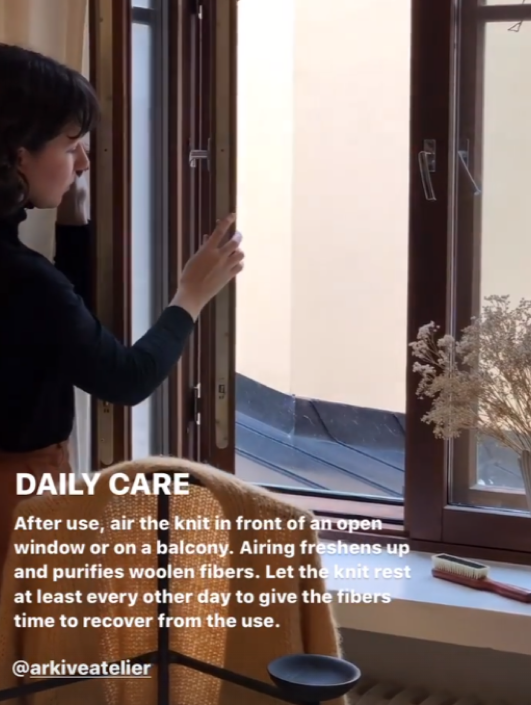 DAILY CARE
After use, air the knit in front of an open
window or on a balcony. Airing freshens up
and purifies woolen fibers. Let the knit rest
at least every other day to give the fibers
time to recover from the use.
@arkiveatelier